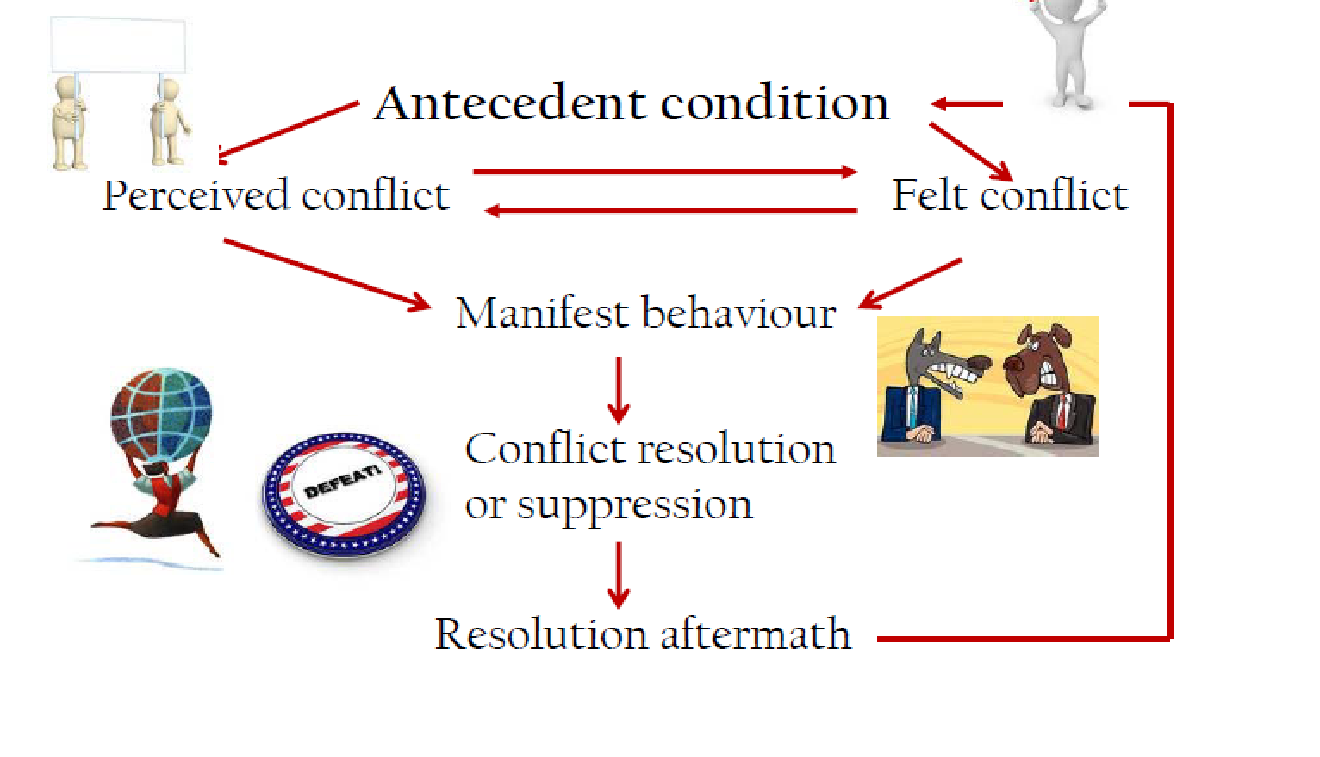 Antecedent condition
Perceived conflict
Felt conflict
Manifest behaviour
Conflict resolution
or suppression
DEFEAT!
Resolution aftermath